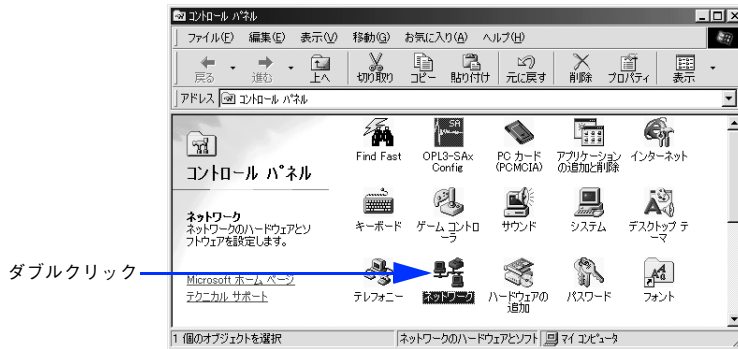 コントロール パネル
ファイル(F) 編集(E) 表示(V) 移動(G) お気に入り(A) ヘルプ(H)
戻る 進む 上へ 切り取り コピー 貼り付け 元に戻す 削除 プロパティ 表示
アドレス コントロール パネル
コントロール パネル
ネットワーク
ネットワークのハードウェアとソ
フトウェアを設定します。
Microsoft ホーム ページ
テクニカル サポート
Find Fast
OPL3-SAx
Config
PC カード
(PCMCIA)
アプリケーション
の追加と削除
インターネット
キーボード
ゲーム コントロ
ーラ
サウンド
システム
デスクトップ テ
ーマ
テレフォニー
ネットワーク
ハードウェアの
追加
パスワード
フォント
ダブルクリック
1 個のオブジェクトを選択
ネットワークのハードウェアとソフト
マイ コンピュータ